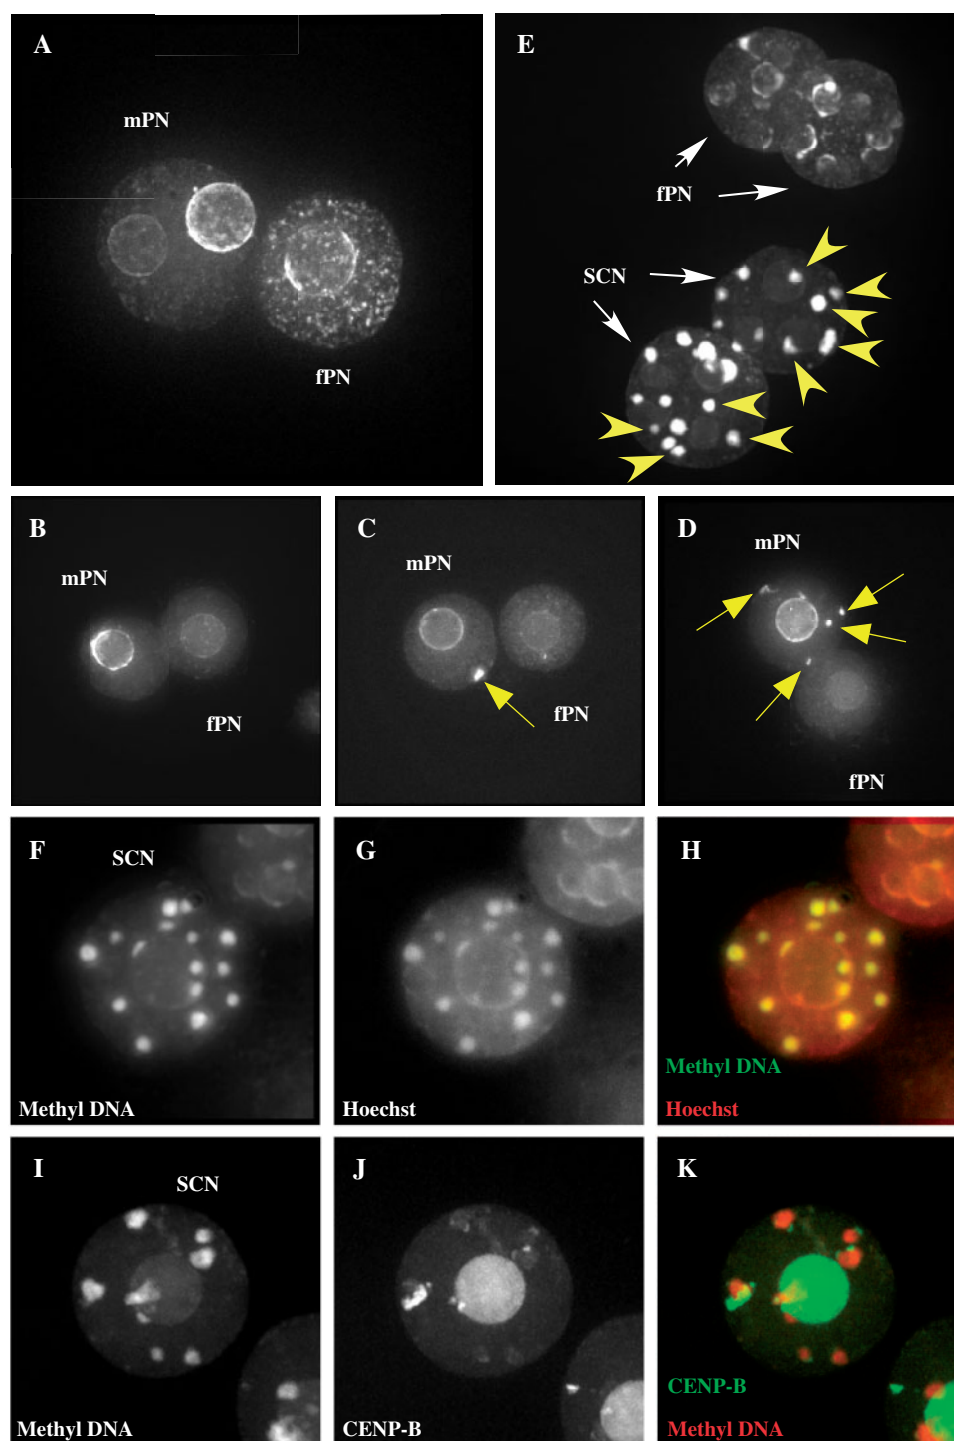 A
mPN
fPN
E
fPN
SCN
B
mPN
fPN
C
mPN
fPN
D
mPN
fPN
F
SCN
Methyl DNA
G
Hoechst
H
Methyl DNA
Hoechst
I
SCN
Methyl DNA
J
CENP-B
K
CENP-B
Methyl DNA